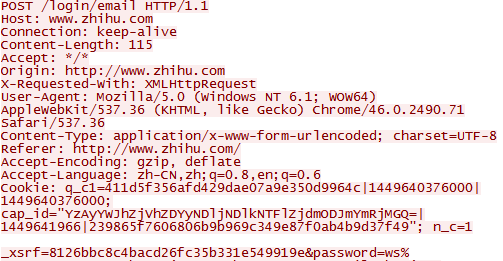 POST /login/email HTTP/1.1
Host: www.zhihu.com
Connection: keep-alive
Content-Length: 115
Accept: */*
Origin: http://www.zhihu.com
X-Requested-With: XMLHttpRequest
User-Agent: Mozilla/5.0 (Windows NT 6.1; WOW64)
AppleWebKit/537.36 (KHTML, like Gecko) Chrome/46.0.2490.71
Safari/537.36
Content-Type: application/x-www-form-urlencoded; charset=UTF-8
Referer: http://www.zhihu.com/
Accept-Encoding: gzip, deflate
Accept-Language: zh-CN,zh;q=0.8,en;q=0.6
Cookie: q_c1=411d5f356afd429dae07a9e350d9964c|1449640376000|
1449640376000;
cap_id="YzAyYWJhZjVhZDYyNDljNDlkNTFlZjdmODJmYmRjMGQ=|
1449641966|239865f7606806b9b969c349e87f0ab4b9d37f49"; n_c=1
_xsrf=8126bbc8c4bacd26fc35b331e549919e&password=ws%